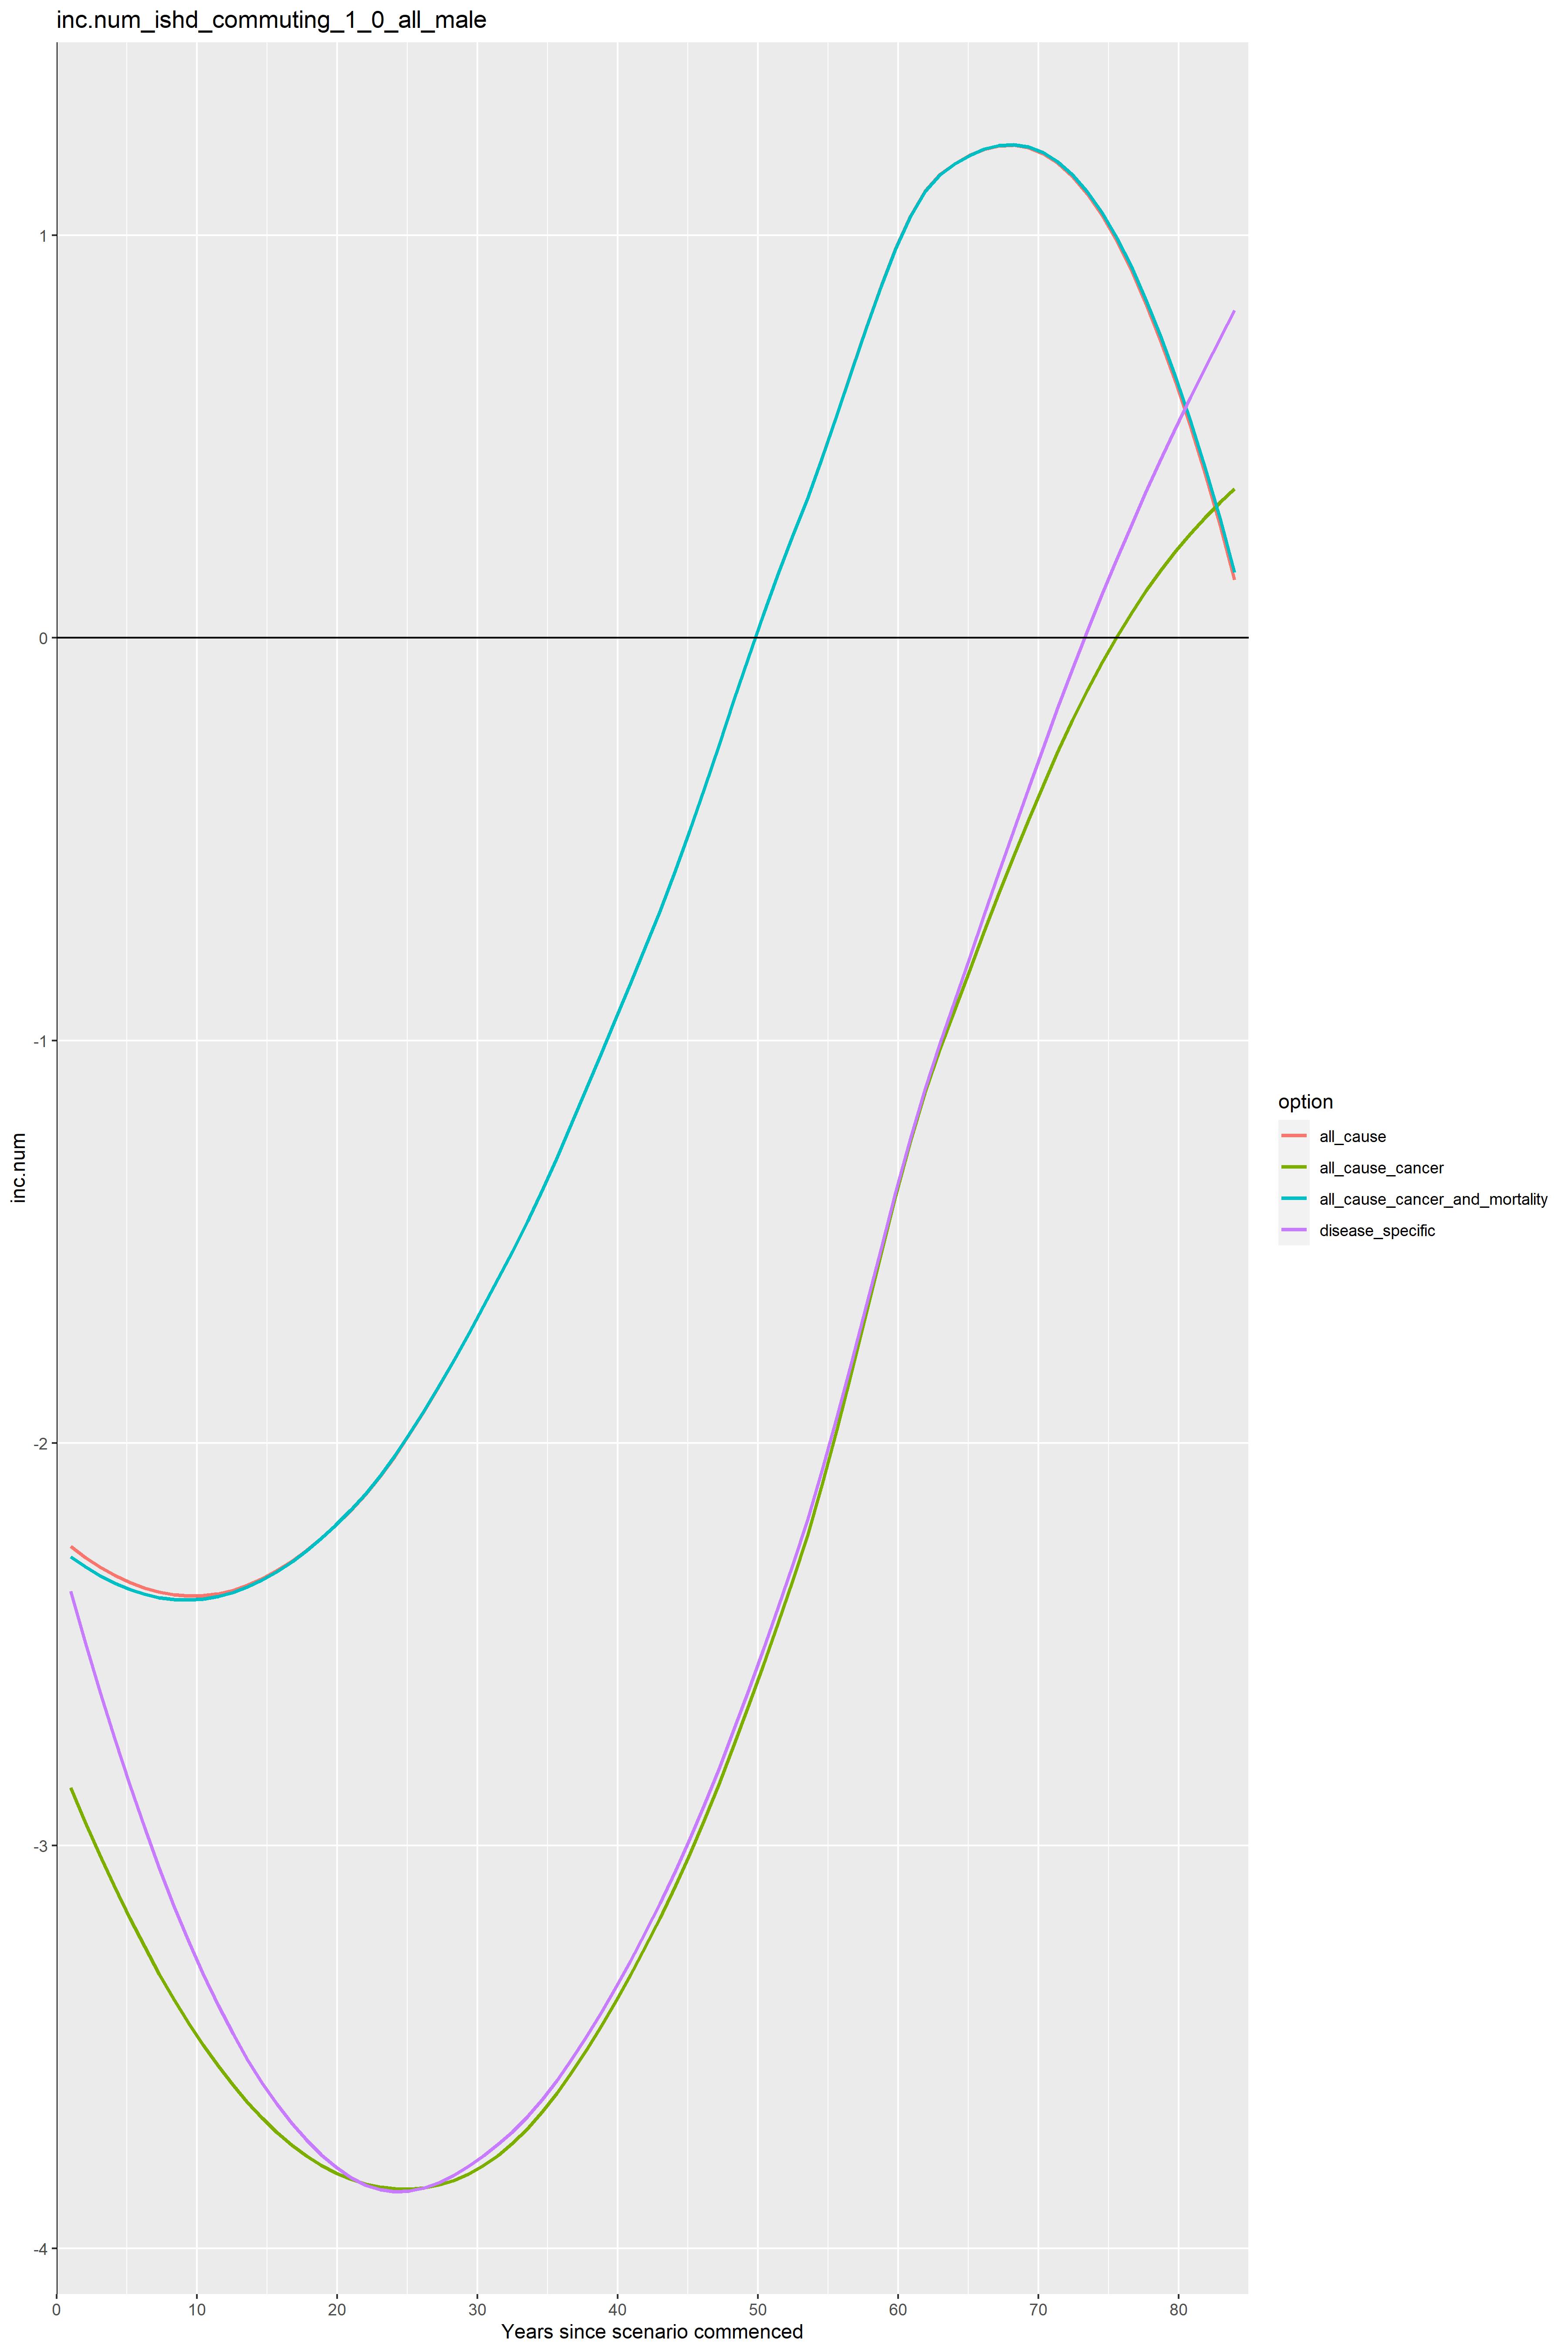 inc.num_ishd_commuting_1_0_all_male
1
0
-1
-2
-3
-4
inc.num
0 10 20 30 40 50 60 70 80
Years since scenario commenced
option
all_cause
all_cause_cancer
all_cause_cancer_and_mortality
disease_specific